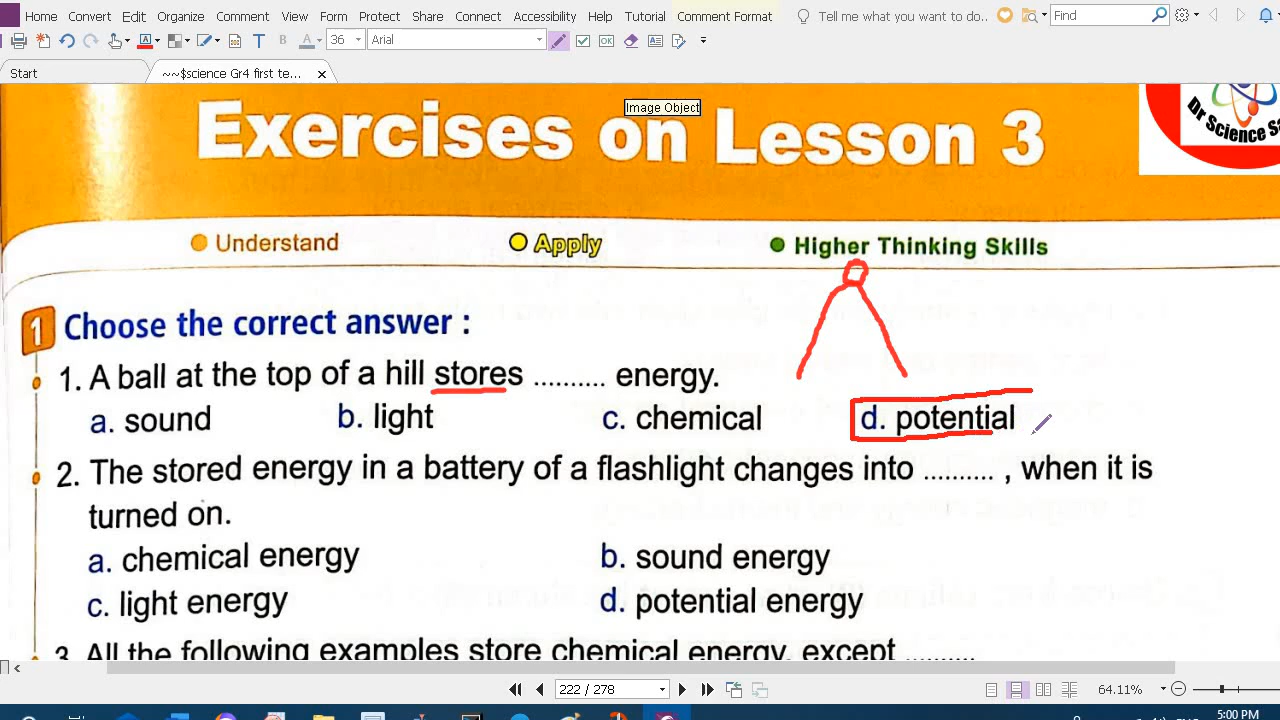 Home Convert Edit Organize Comment View Form Protect Share Connect Accessibility Help Tutorial Comment Format Tell me what you want to do.. Find
36 Arial
Start ~~$science Gr4 first te...
Image Object
Exercises on Lesson 3
Dr Science
Understand Apply Higher Thinking Skills
1 Choose the correct answer :
1. A ball at the top of a hill stores .......... energy.
a. sound b. light c. chemical d. potential
2. The stored energy in a battery of a flashlight changes into .......... , when it is
turned on.
a. chemical energy b. sound energy
c. light energy d. potential energy
3. All the following examples store chemical energy, except ..........
222 / 278 64.11%
5:00 PM